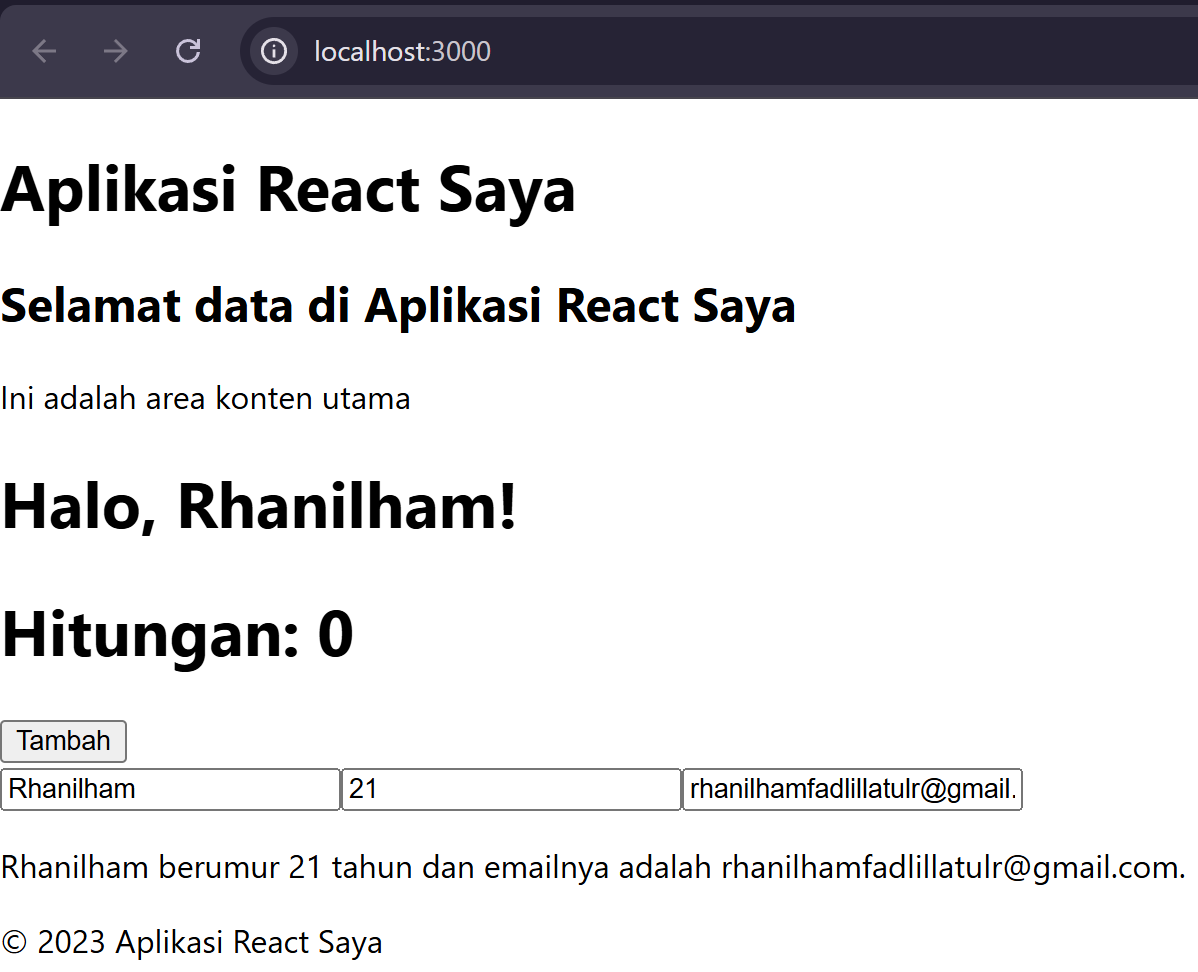 localhost:3000
Aplikasi React Saya
Selamat data di Aplikasi React Saya
Ini adalah area konten utama
Halo, Rhanilham!
Hitungan: 0
Tambah
Rhanilham 21 rhanilhamfadlillatulr@gmail.
Rhanilham berumur 21 tahun dan emailnya adalah rhanilhamfadlillatulr@gmail.com.
© 2023 Aplikasi React Saya